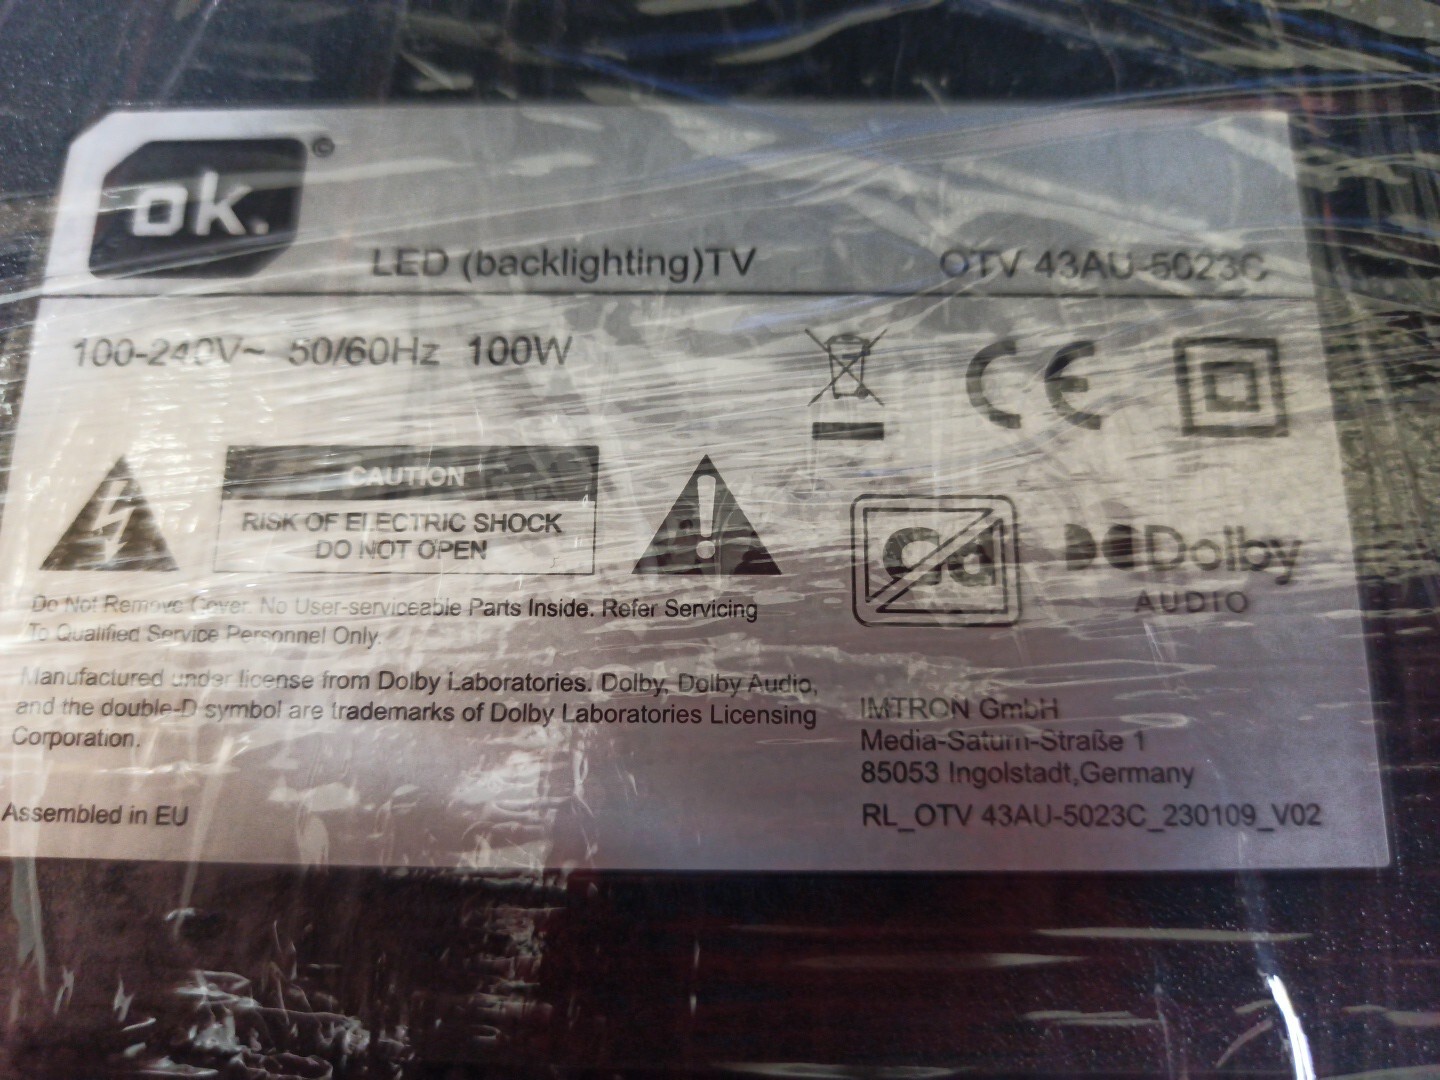 ok.©
LED (backlighting)TV OTV 43AU-5023C
100-240V~ 50/60Hz 100W
CE
CAUTION
RISK OF ELECTRIC SHOCK
DO NOT OPEN
Cd
Dolby
AUDIO
Do Not Remove Cover. No User-serviceable Parts Inside. Refer Servicing
To Qualified Service Personnel Only.
Manufactured under license from Dolby Laboratories. Dolby, Dolby Audio,
and the double-D symbol are trademarks of Dolby Laboratories Licensing
Corporation.
IMTRON GmbH
Media-Saturn-Straße 1
85053 Ingolstadt,Germany
Assembled in EU
RL_OTV 43AU-5023C_230109_V02